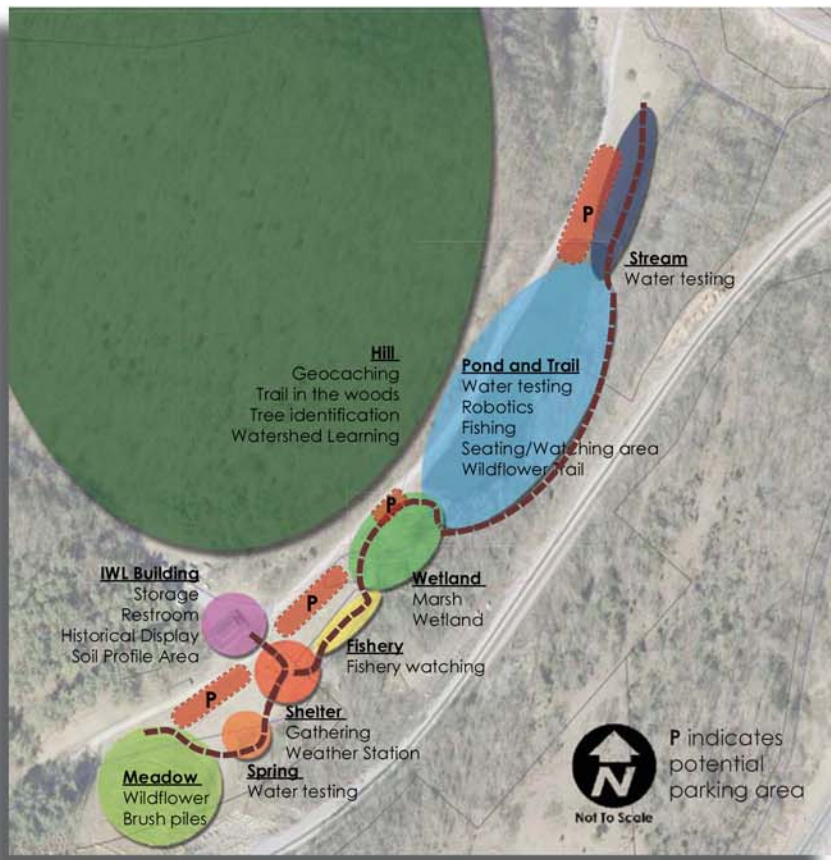 P
Stream
Water testing
Hill
Geocaching
Trail in the woods
Tree identification
Watershed Learning
Pond and Trail
Water testing
Robotics
Fishing
Seating/Watching area
Wildflower Trail
P
IWL Building
Storage
Restroom
Historical Display
Soil Profile Area
P
Wetland
Marsh
Wetland
Fishery
Fishery watching
P
Shelter
Gathering
Weather Station
Spring
Water testing
Meadow
Wildflower
Brush piles
N
Not To Scale
P indicates
potential
parking area